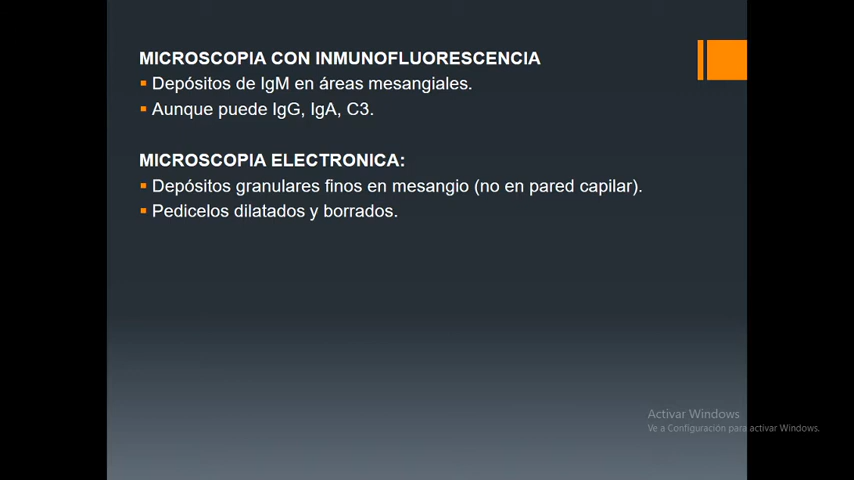 MICROSCOPIA CON INMUNOFLUORESCENCIA
Depósitos de IgM en áreas mesangiales.
Aunque puede IgG, IgA, C3.
MICROSCOPIA ELECTRONICA:
Depósitos granulares finos en mesangio (no en pared capilar).
Pedicelos dilatados y borrados.
Activar Windows
Ve a Configuración para activar Windows.